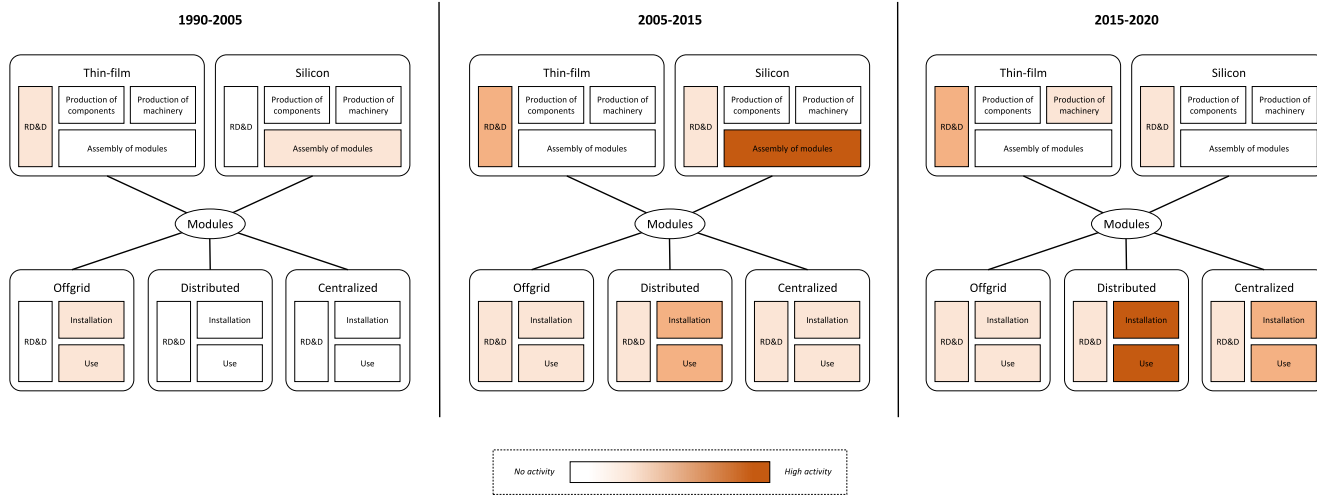 1990-2005
Thin-film
RD&D
Production of
components
Production of
machinery
Assembly of modules
Silicon
RD&D
Production of
components
Production of
machinery
Assembly of modules
Modules
Offgrid
RD&D
Installation
Use
Distributed
RD&D
Installation
Use
Centralized
RD&D
Installation
Use
2005-2015
Thin-film
RD&D
Production of
components
Production of
machinery
Assembly of modules
Silicon
RD&D
Production of
components
Production of
machinery
Assembly of modules
Modules
Offgrid
RD&D
Installation
Use
Distributed
RD&D
Installation
Use
Centralized
RD&D
Installation
Use
2015-2020
Thin-film
RD&D
Production of
components
Production of
machinery
Assembly of modules
Silicon
RD&D
Production of
components
Production of
machinery
Assembly of modules
Modules
Offgrid
RD&D
Installation
Use
Distributed
RD&D
Installation
Use
Centralized
RD&D
Installation
Use
No activity
High activity